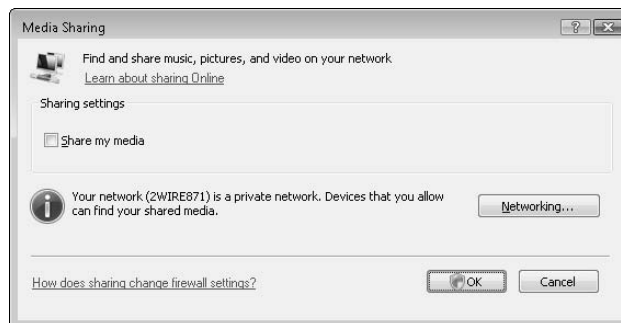 Media Sharing
Find and share music, pictures, and video on your network
Learn about sharing Online
Sharing settings
Share my media
Your network (2WIRE871) is a private network. Devices that you allow
can find your shared media.
Networking...
How does sharing change firewall settings?
OK
Cancel